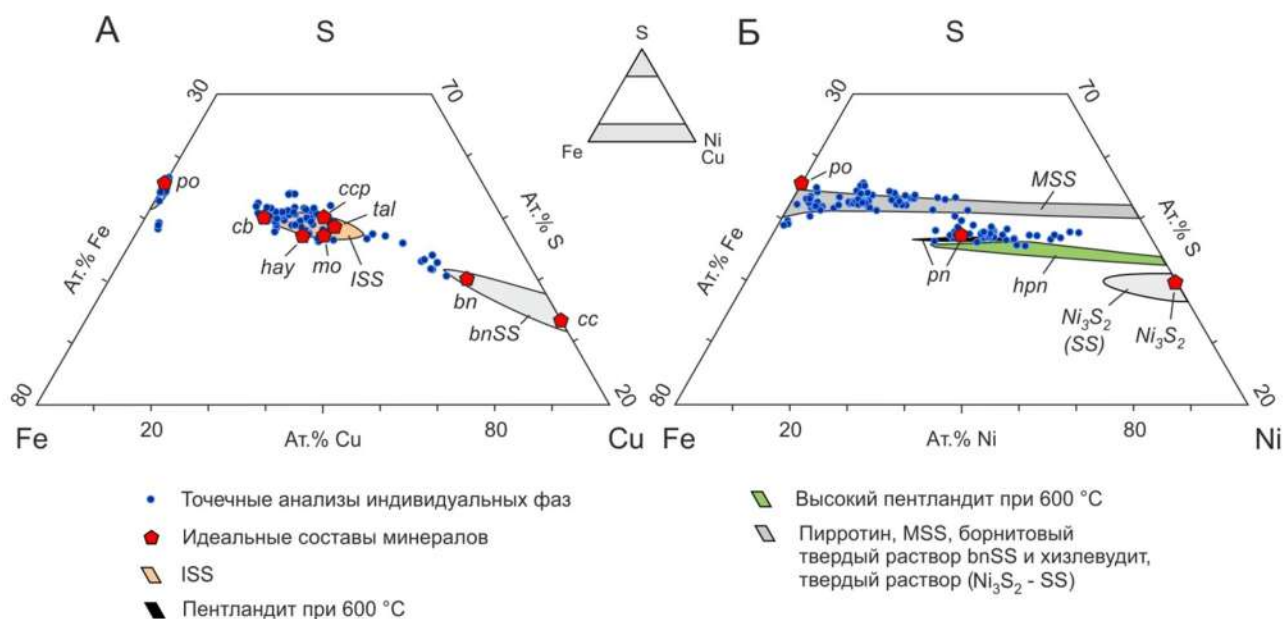 А
S
30
70
po
ccp
tal
cb
hay
mo
ISS
bn
bnSS
cc
Ат.% Fe
Ат.% S
80
20
Fe
20
Ат.% Cu
80
Cu
S
Fe
Ni
Cu
Б
S
30
70
po
MSS
pn
hpn
Ni3S2
(SS)
Ni3S2
Ат.% Fe
Ат.% S
80
20
Fe
20
Ат.% Ni
80
Ni
Точечные анализы индивидуальных фаз
Идеальные составы минералов
ISS
Пентландит при 600 °C
Высокий пентландит при 600 °C
Пирротин, MSS, борнитовый
твердый раствор bnSS и хизлевудит,
твердый раствор (Ni3S2 - SS)